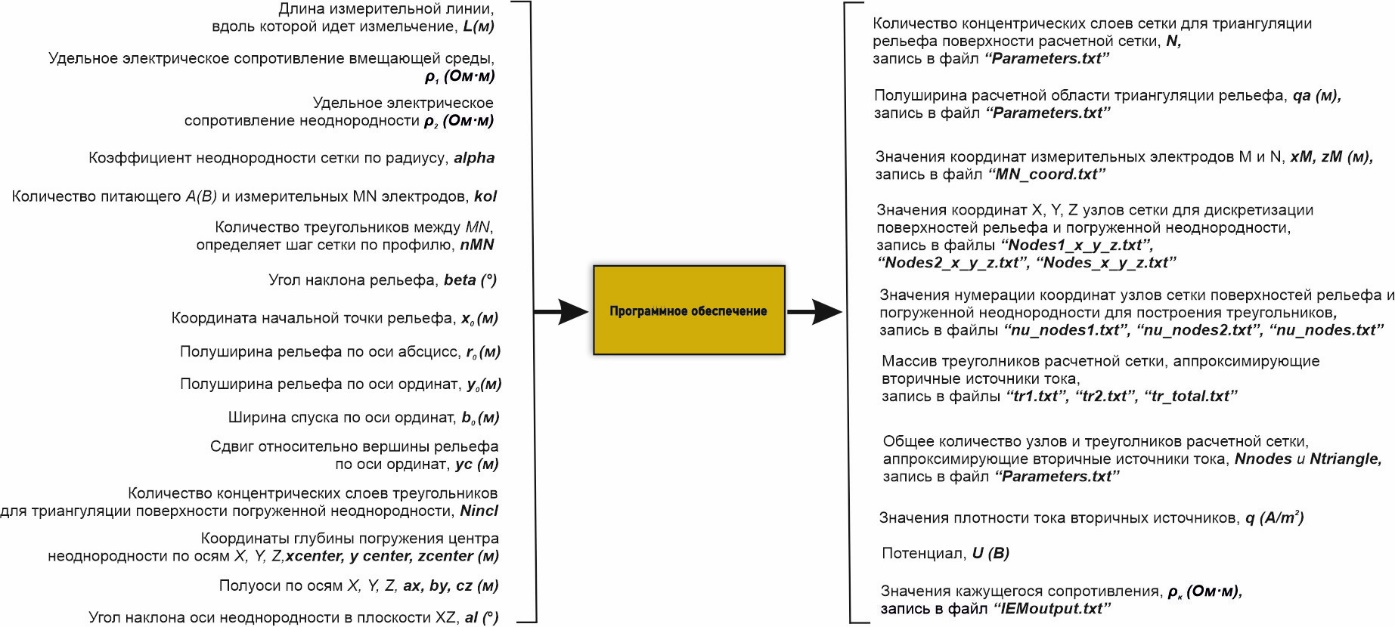 Длина измерительной линии,
вдоль которой идет измельчение, L(м)
Удельное электрическое сопротивление вмещающей среды,
ρ₁ (Ом·м)
Удельное электрическое
сопротивление неоднородности ρ₂ (Ом·м)
Коэффициент неоднородности сетки по радиусу, alpha
Количество питающего A(B) и измерительных MN электродов, kol
Количество треугольников между MN,
определяет шаг сетки по профилю, nMN
Угол наклона рельефа, beta (°)
Координата начальной точки рельефа, x₀(м)
Полуширина рельефа по оси абсцисс, r₀(м)
Полуширина рельефа по оси ординат, y₀(м)
Ширина спуска по оси ординат, b₀(м)
Сдвиг относительно вершины рельефа
по оси ординат, yc (м)
Количество концентрических слоев треугольников
для триангуляции поверхности погруженной неоднородности, Nincl
Координаты глубины погружения центра
неоднородности по осям X, Y, Z,xcenter, y center, zcenter (м)
Полуоси по осям X, Y, Z, ax, by, cz (м)
Угол наклона оси неоднородности в плоскости XZ, al (°)
Программное обеспечение
Количество концентрических слоев сетки для триангуляции
рельефа поверхности расчетной сетки, N,
запись в файл “Parameters.txt”
Полуширина расчетной области триангуляции рельефа, qa (м),
запись в файл “Parameters.txt”
Значения координат измерительных электродов M и N, xM, zM (м),
запись в файл “MN_coord.txt”
Значения координат X, Y, Z узлов сетки для дискретизации
поверхностей рельефа и погруженной неоднородности,
запись в файлы “Nodes1_x_y_z.txt”,
“Nodes2_x_y_z.txt”, “Nodes_x_y_z.txt”
Значения нумерации координат узлов сетки поверхностей рельефа и
погруженной неоднородности для построения треугольников,
запись в файлы “nu_nodes1.txt”, “nu_nodes2.txt”, “nu_nodes.txt”
Массив треуголников расчетной сетки, аппроксимирующие
вторичные источники тока,
запись в файлы “tr1.txt”, “tr2.txt”, “tr_total.txt”
Общее количество узлов и треуголников расчетной сетки,
аппроксимирующие вторичные источники тока, Nnodes и Ntriangle,
запись в файл “Parameters.txt”
Значения плотности тока вторичных источников, q (A/m²)
Потенциал, U (В)
Значения кажущегося сопротивления, ρₖ (Ом·м),
запись в файл “IEMoutput.txt”